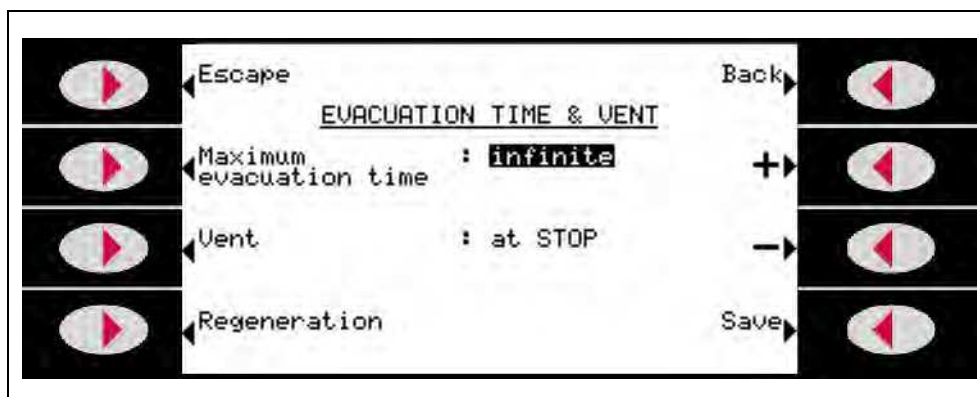 Escape
Back
EVACUATION TIME & VENT
Maximum
evacuation time
: infinite
+
Vent
: at STOP
-
Regeneration
Save